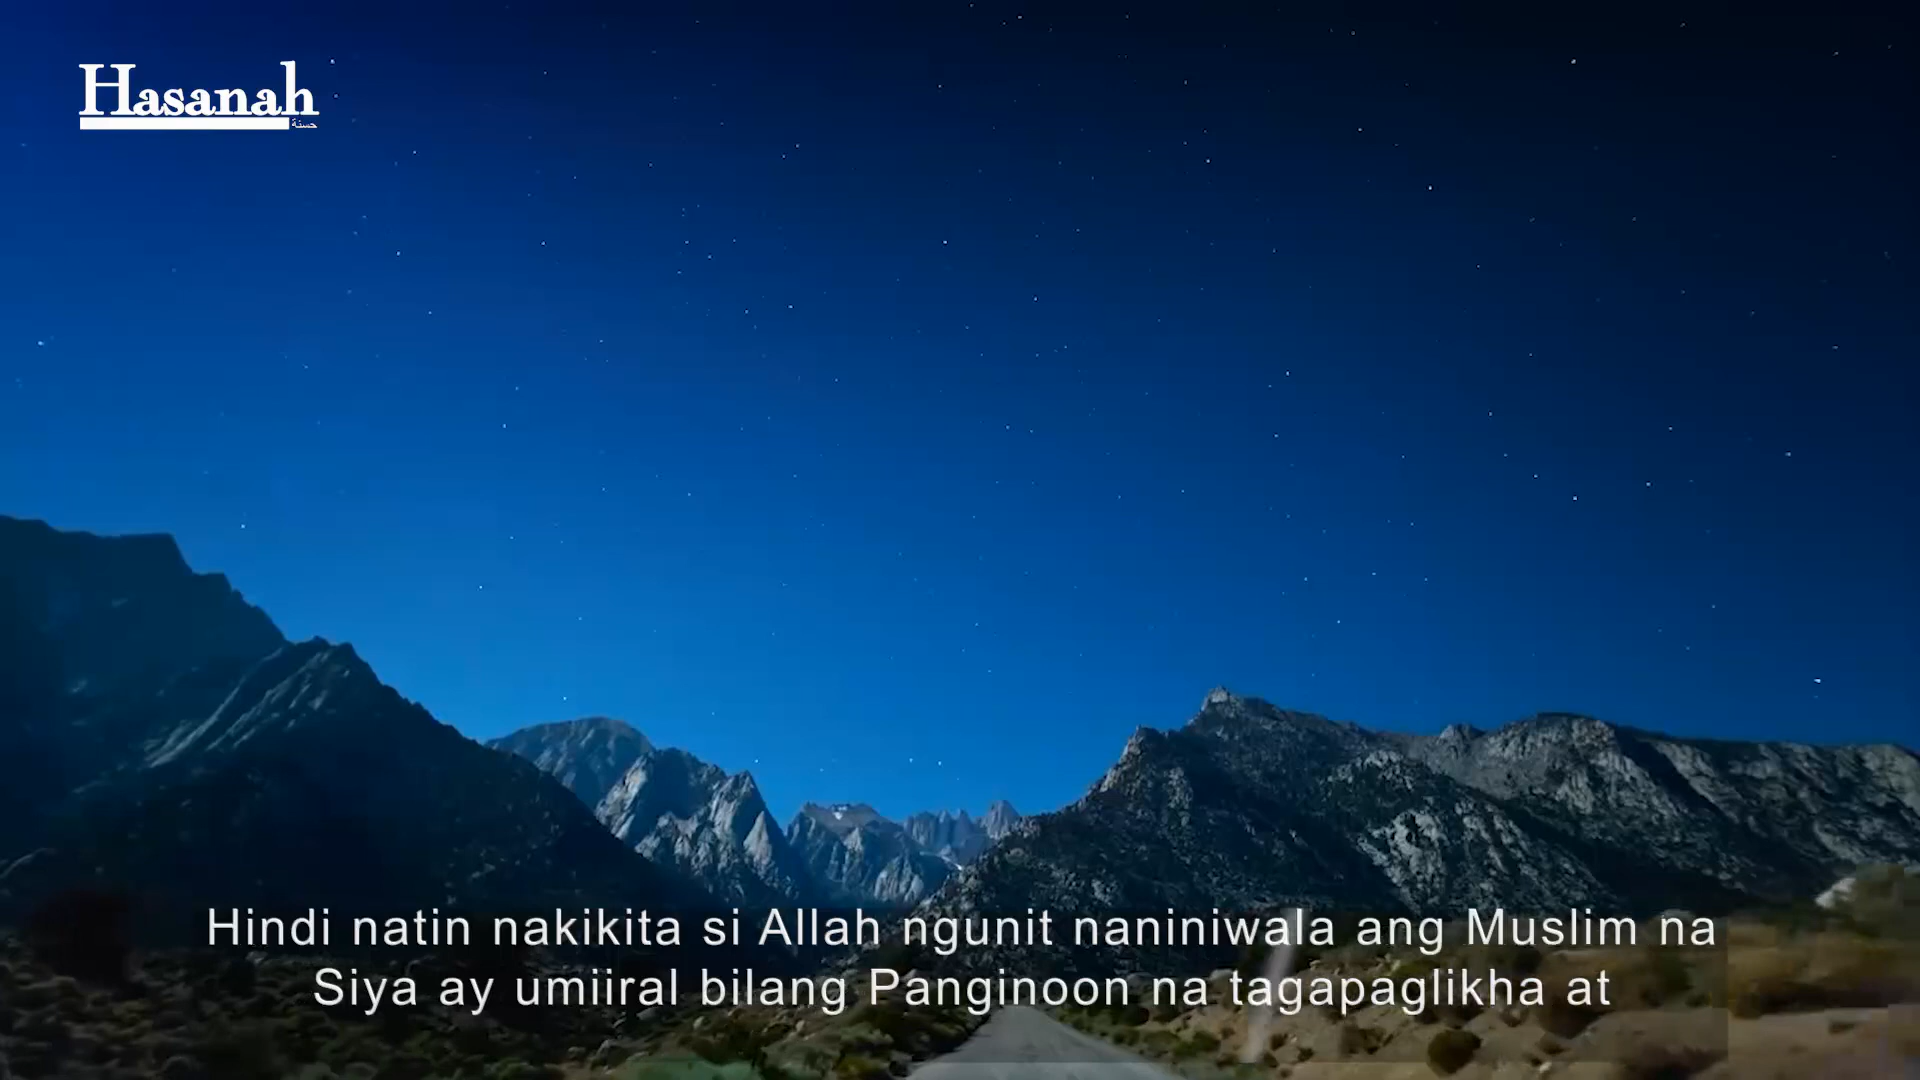 Hasanah
حسنة
Hindi natin nakikita si Allah ngunit naniniwala ang Muslim na
Siya ay umiiral bilang Panginoon na tagapaglikha at